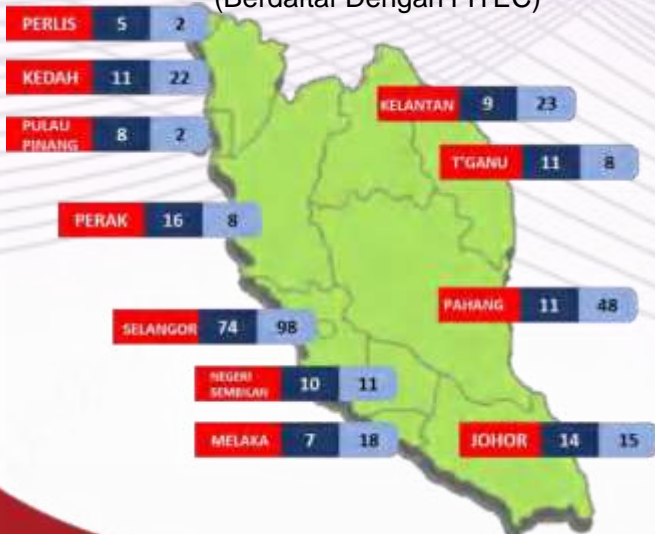 (Berdaftar Dengan PHTEC)
PERLIS 5 2
KEDAH 11 22
PULAU
PINANG 8 2
KELANTAN 9 23
T'GANU 11 8
PERAK 16 8
PAHANG 11 48
SELANGOR 74 98
NEGERI
SEMBILAN 10 11
MELAKA 7 18
JOHOR 14 15